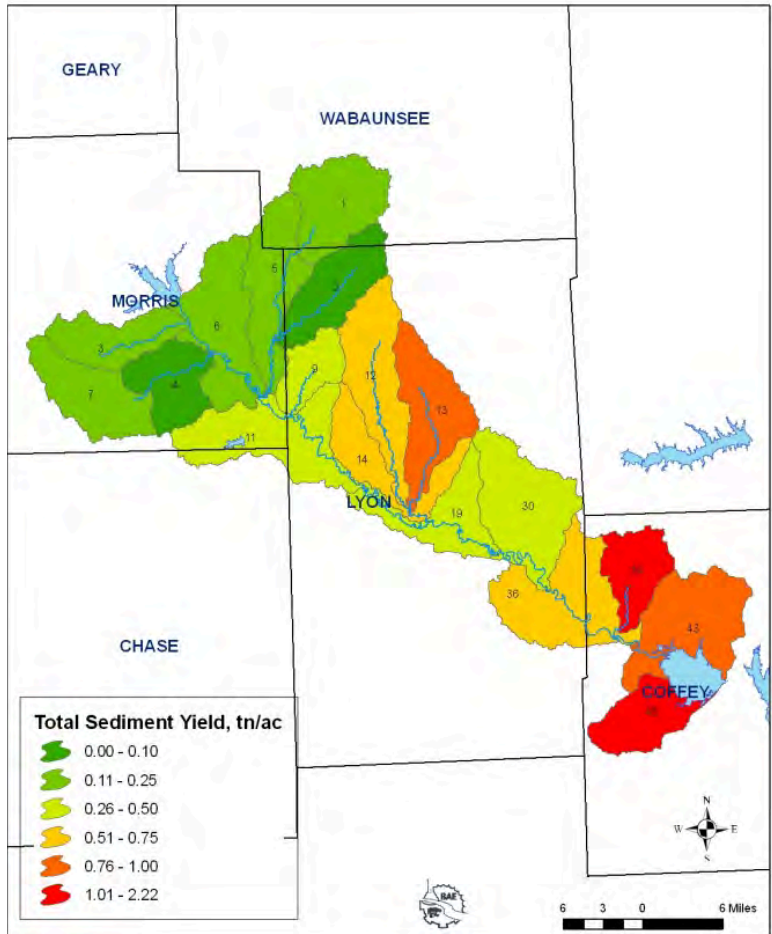 GEARY
WABAUNSEE
1
5
MORRIS
6
3
9
12
7
4
13
11
14
LYON
19
30
36
43
CHASE
COFFEY
Total Sediment Yield, tn/ac
0.00 - 0.10
0.11 - 0.25
0.26 - 0.50
0.51 - 0.75
0.76 - 1.00
1.01 - 2.22
N
W E
S
BAE
6 3 0 6 Miles